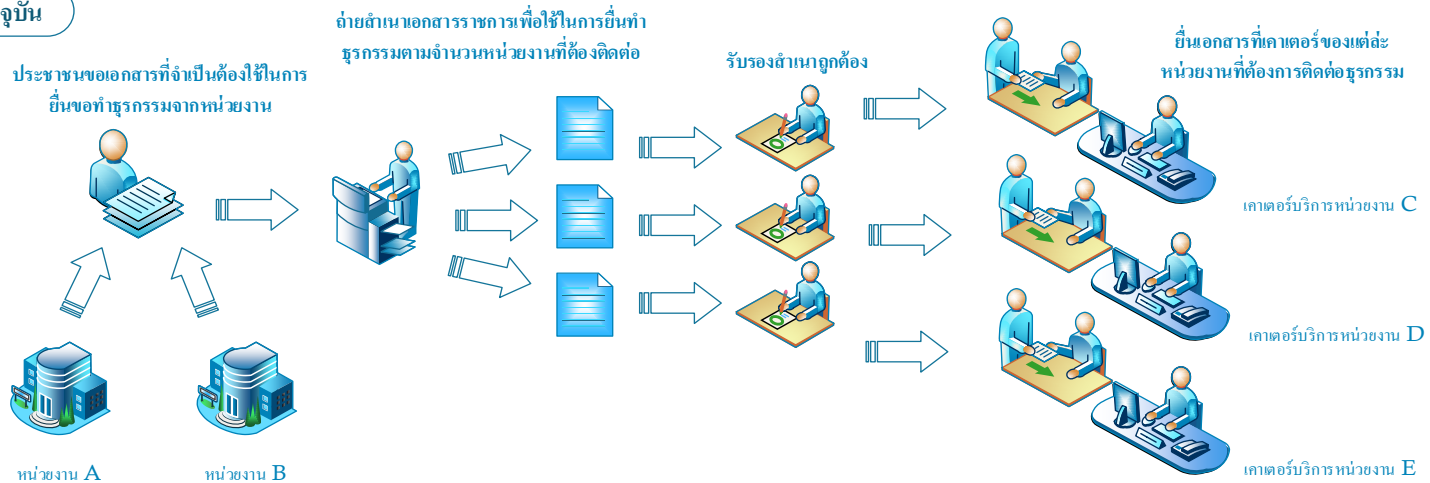 จุบัน
ประชาชนขอเอกสารที่จำเป็นต้องใช้ในการ
ยื่นขอทำธุรกรรมจากหน่วยงาน
ถ่ายสำเนาเอกสารราชการเพื่อใช้ในการยื่นทำ
ธุรกรรมตามจำนวนหน่วยงานที่ต้องติดต่อ
รับรองสำเนาถูกต้อง
ยื่นเอกสารที่เคาเตอร์ของแต่ล่ะ
หน่วยงานที่ต้องการติดต่อธุรกรรม
เคาเตอร์บริการหน่วยงาน C
เคาเตอร์บริการหน่วยงาน D
เคาเตอร์บริการหน่วยงาน E
หน่วยงาน A
หน่วยงาน B